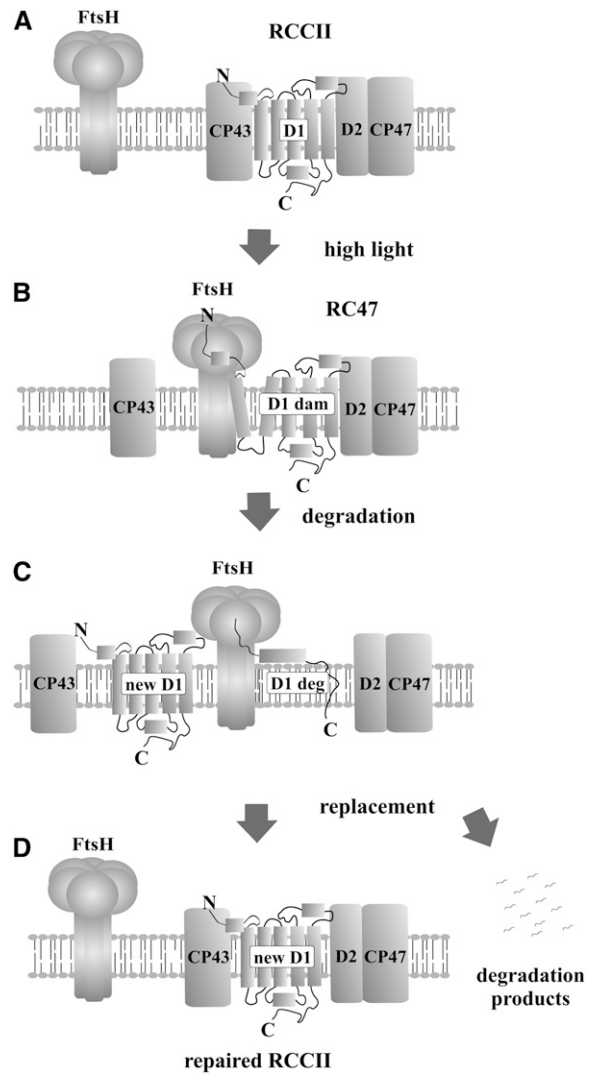 A
FtsH
RCCII
N
CP43
D1
D2
CP47
C
high light
B
FtsH
RC47
N
CP43
D1 dam
D2
CP47
C
degradation
C
FtsH
N
CP43
new D1
D1 deg
D2
CP47
C
C
replacement
D
FtsH
N
CP43
new D1
D2
CP47
C
degradation
products
repaired RCCII